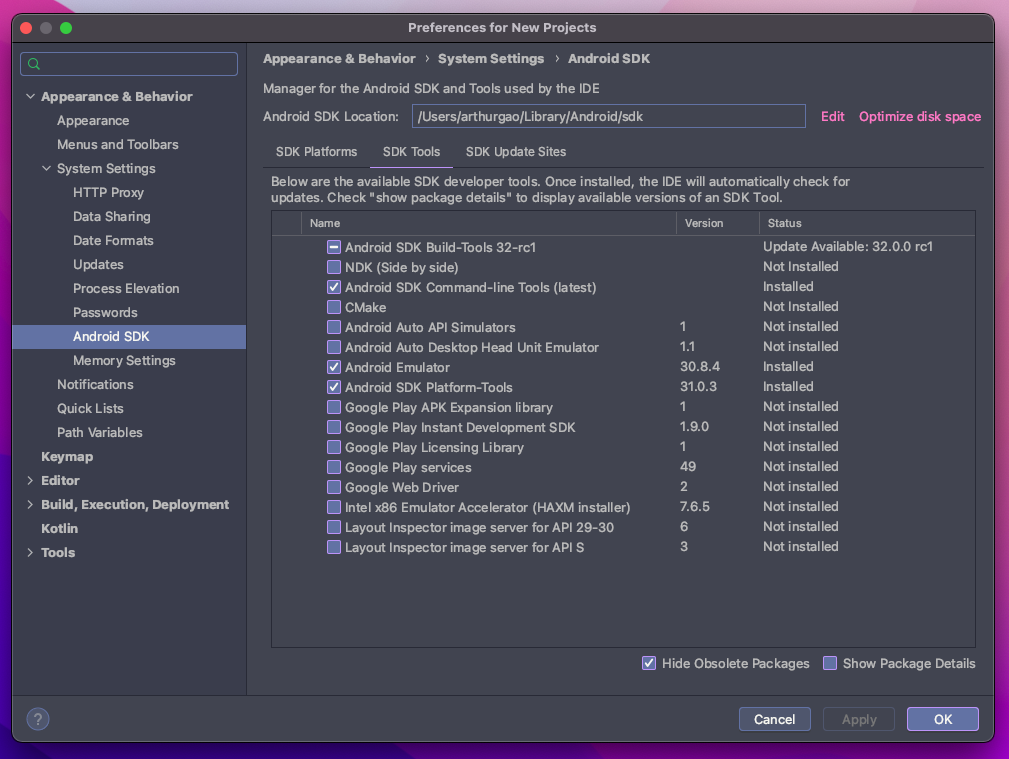 Preferences for New Projects
Appearance & Behavior
Appearance
Menus and Toolbars
System Settings
HTTP Proxy
Data Sharing
Date Formats
Updates
Process Elevation
Passwords
Android SDK
Memory Settings
Notifications
Quick Lists
Path Variables
Keymap
Editor
Build, Execution, Deployment
Kotlin
Tools
Appearance & Behavior › System Settings › Android SDK
Manager for the Android SDK and Tools used by the IDE
Android SDK Location: /Users/arthurgao/Library/Android/sdk Edit Optimize disk space
SDK Platforms SDK Tools SDK Update Sites
Below are the available SDK developer tools. Once installed, the IDE will automatically check for
updates. Check "show package details" to display available versions of an SDK Tool.
Name Version Status
Android SDK Build-Tools 32-rc1 Update Available: 32.0.0 rc1
NDK (Side by side) Not Installed
Android SDK Command-line Tools (latest) Installed
CMake Not Installed
Android Auto API Simulators 1 Not installed
Android Auto Desktop Head Unit Emulator 1.1 Not installed
Android Emulator 30.8.4 Installed
Android SDK Platform-Tools 31.0.3 Installed
Google Play APK Expansion library 1 Not installed
Google Play Instant Development SDK 1.9.0 Not installed
Google Play Licensing Library 1 Not installed
Google Play services 49 Not installed
Google Web Driver 2 Not installed
Intel x86 Emulator Accelerator (HAXM installer) 7.6.5 Not installed
Layout Inspector image server for API 29-30 6 Not installed
Layout Inspector image server for API S 3 Not installed
Hide Obsolete Packages Show Package Details
? Cancel Apply OK